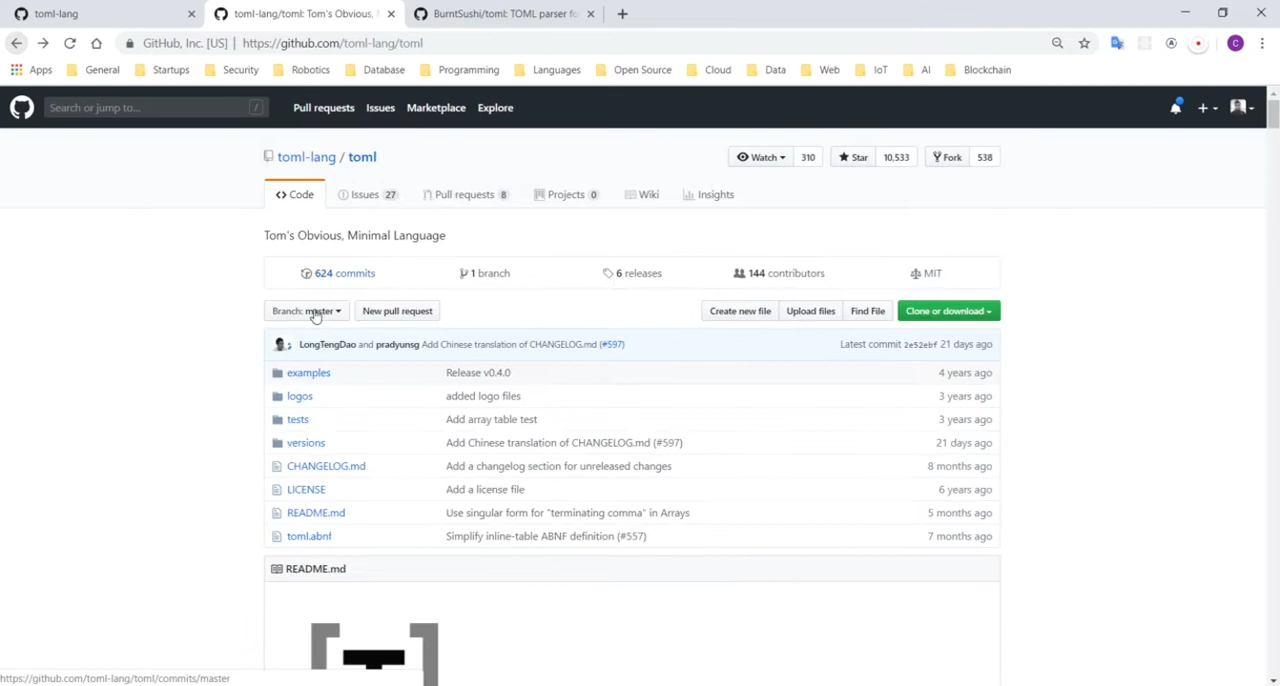 toml-lang
toml-lang/toml: Tom's Obvious, 
BurntSushi/toml: TOML parser fo
GitHub, Inc. [US] | https://github.com/toml-lang/toml
C
Apps General Startups Security Robotics Database Programming Languages Open Source Cloud Data Web IoT AI Blockchain
Search or jump to... / Pull requests Issues Marketplace Explore
toml-lang / toml
Watch 310 Star 10,533 Fork 538
Code Issues 27 Pull requests 8 Projects 0 Wiki Insights
Tom's Obvious, Minimal Language
624 commits 1 branch 6 releases 144 contributors MIT
Branch: master New pull request Create new file Upload files Find File Clone or download
LongTengDao and pradyunsg Add Chinese translation of CHANGELOG.md (#597) Latest commit 2e52ebf 21 days ago
examples Release v0.4.0 4 years ago
logos added logo files 3 years ago
tests Add array table test 3 years ago
versions Add Chinese translation of CHANGELOG.md (#597) 21 days ago
CHANGELOG.md Add a changelog section for unreleased changes 8 months ago
LICENSE Add a license file 6 years ago
README.md Use singular form for "terminating comma" in Arrays 5 months ago
toml.abnf Simplify inline-table ABNF definition (#557) 7 months ago
README.md
https://github.com/toml-lang/toml/commits/master